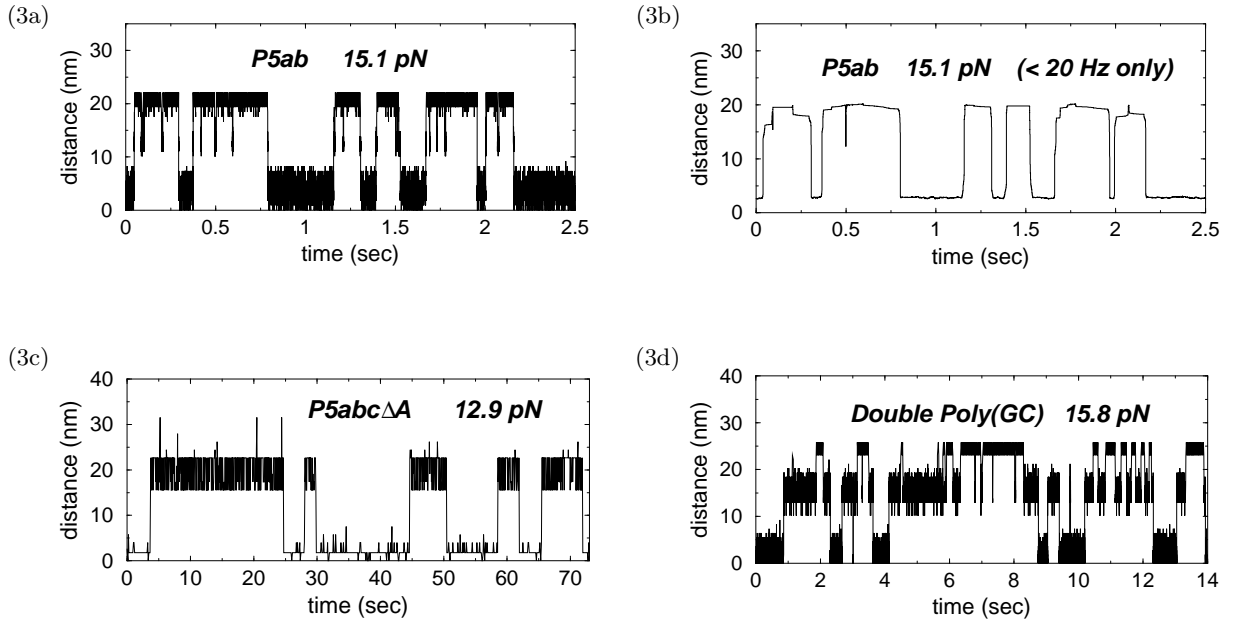 (3a)
distance (nm)
30
20
10
0
P5ab 15.1 pN
0 0.5 1 1.5 2 2.5
time (sec)
(3b)
distance (nm)
30
20
10
0
P5ab 15.1 pN (< 20 Hz only)
0 0.5 1 1.5 2 2.5
time (sec)
(3c)
distance (nm)
40
30
20
10
0
P5abcΔA 12.9 pN
0 10 20 30 40 50 60 70
time (sec)
(3d)
distance (nm)
40
30
20
10
0
Double Poly(GC) 15.8 pN
0 2 4 6 8 10 12 14
time (sec)